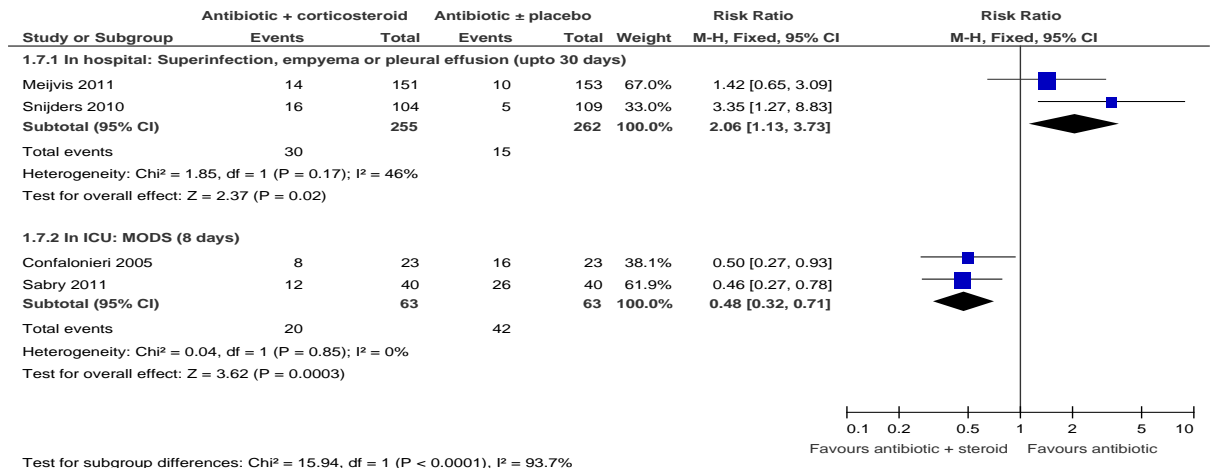 Antibiotic + corticosteroid Antibiotic ± placebo Risk Ratio Risk Ratio
Study or Subgroup Events Total Events Total Weight M-H, Fixed, 95% CI M-H, Fixed, 95% CI
1.7.1 In hospital: Superinfection, empyema or pleural effusion (upto 30 days)
Meijvis 2011 14 151 10 153 67.0% 1.42 [0.65, 3.09]
Snijders 2010 16 104 5 109 33.0% 3.35 [1.27, 8.83]
Subtotal (95% CI) 255 262 100.0% 2.06 [1.13, 3.73]
Total events 30 15
Heterogeneity: Chi² = 1.85, df = 1 (P = 0.17); I² = 46%
Test for overall effect: Z = 2.37 (P = 0.02)
1.7.2 In ICU: MODS (8 days)
Confalonieri 2005 8 23 16 23 38.1% 0.50 [0.27, 0.93]
Sabry 2011 12 40 26 40 61.9% 0.46 [0.27, 0.78]
Subtotal (95% CI) 63 63 100.0% 0.48 [0.32, 0.71]
Total events 20 42
Heterogeneity: Chi² = 0.04, df = 1 (P = 0.85); I² = 0%
Test for overall effect: Z = 3.62 (P = 0.0003)
0.1 0.2 0.5 1 2 5 10
Favours antibiotic + steroid Favours antibiotic
Test for subgroup differences: Chi² = 15.94, df = 1 (P < 0.0001), I² = 93.7%